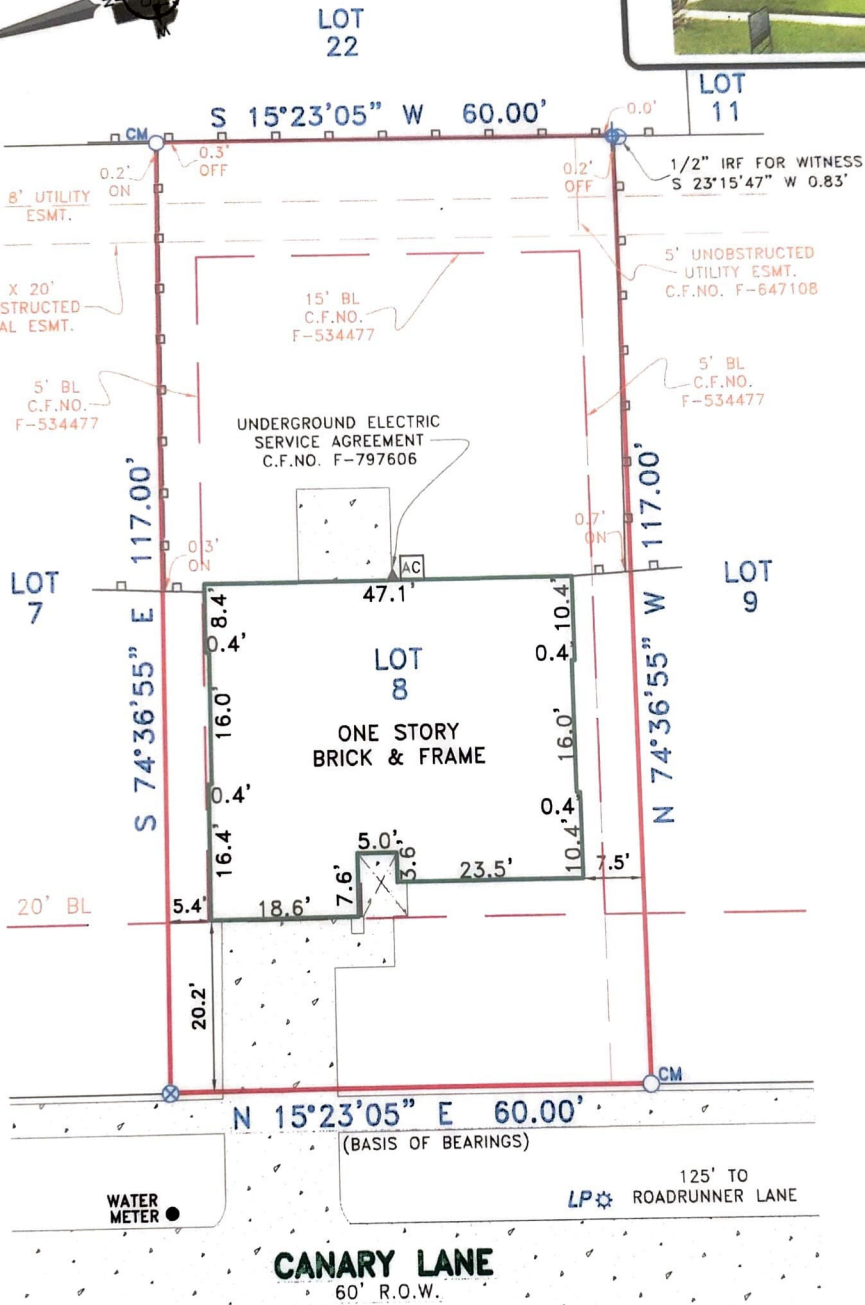 LOT
22
LOT
11
S 15°23'05" W 60.00'
0.0'
CM
0.3'
OFF
0.2'
ON
0.2'
OFF
1/2" IRF FOR WITNESS
S 23°15'47" W 0.83'
8' UTILITY
ESMT.
X 20'
STRUCTED
AL ESMT.
5' UNOBSTRUCTED
UTILITY ESMT.
C.F.NO. F-647108
15' BL
C.F.NO.
F-534477
5' BL
C.F.NO.
F-534477
5' BL
C.F.NO.
F-534477
UNDERGROUND ELECTRIC
SERVICE AGREEMENT
C.F.NO. F-797606
117.00'
117.00'
0.3'
ON
0.7'
ON
AC
47.1'
LOT
7
LOT
9
8.4'
10.4'
0.4'
0.4'
LOT
8
16.0'
16.0'
ONE STORY
BRICK & FRAME
S 74°36'55" E
N 74°36'55" W
0.4'
0.4'
16.4'
10.4'
5.0'
3.6'
7.6'
23.5'
7.5'
20' BL
5.4'
18.6'
20.2'
CM
N 15°23'05" E 60.00'
(BASIS OF BEARINGS)
WATER
METER
LP
125' TO
ROADRUNNER LANE
CANARY LANE
60' R.O.W.